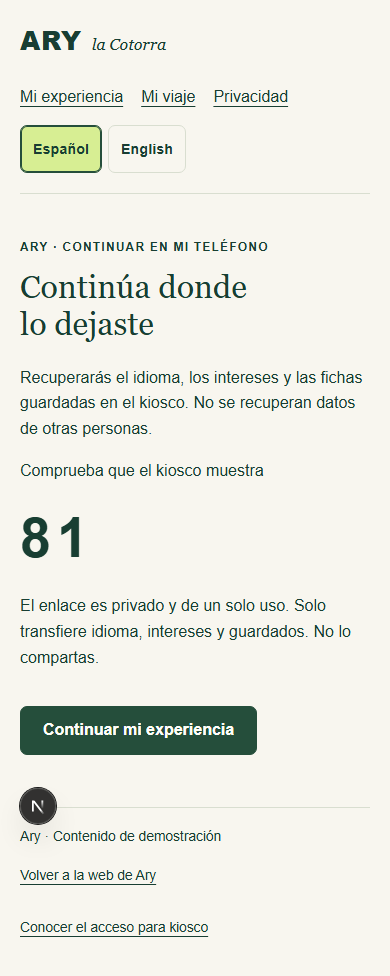 ARY la Cotorra
Mi experiencia Mi viaje Privacidad
Español English
ARY · CONTINUAR EN MI TELÉFONO
Continúa donde
lo dejaste
Recuperarás el idioma, los intereses y las fichas
guardadas en el kiosco. No se recuperan datos
de otras personas.
Comprueba que el kiosco muestra
81
El enlace es privado y de un solo uso. Solo
transfiere idioma, intereses y guardados. No lo
compartas.
Continuar mi experiencia
N
Ary · Contenido de demostración
Volver a la web de Ary
Conocer el acceso para kiosco